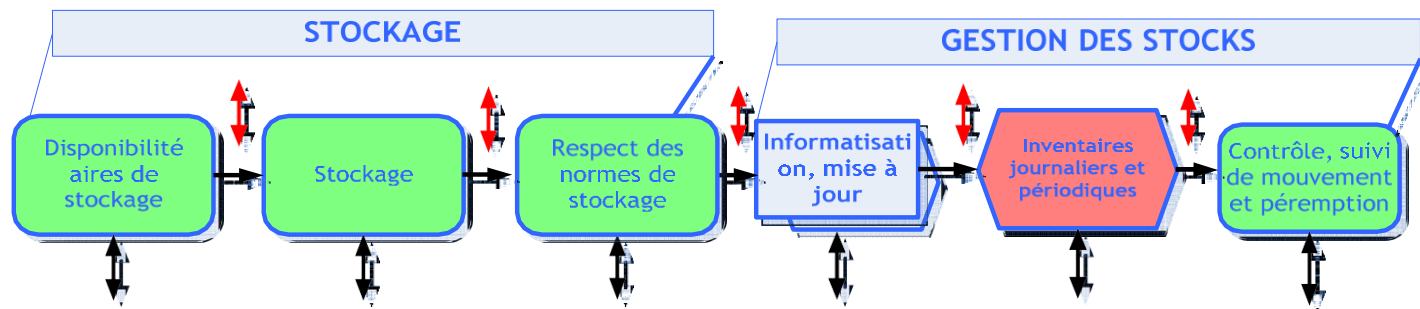 STOCKAGE
GESTION DES STOCKS
Disponibilité
aires de
stockage
Stockage
Respect des
normes de
stockage
Informatisati
on, mise à
jour
Inventaires
journaliers et
périodiques
Contrôle, suivi
de mouvement
et péremption